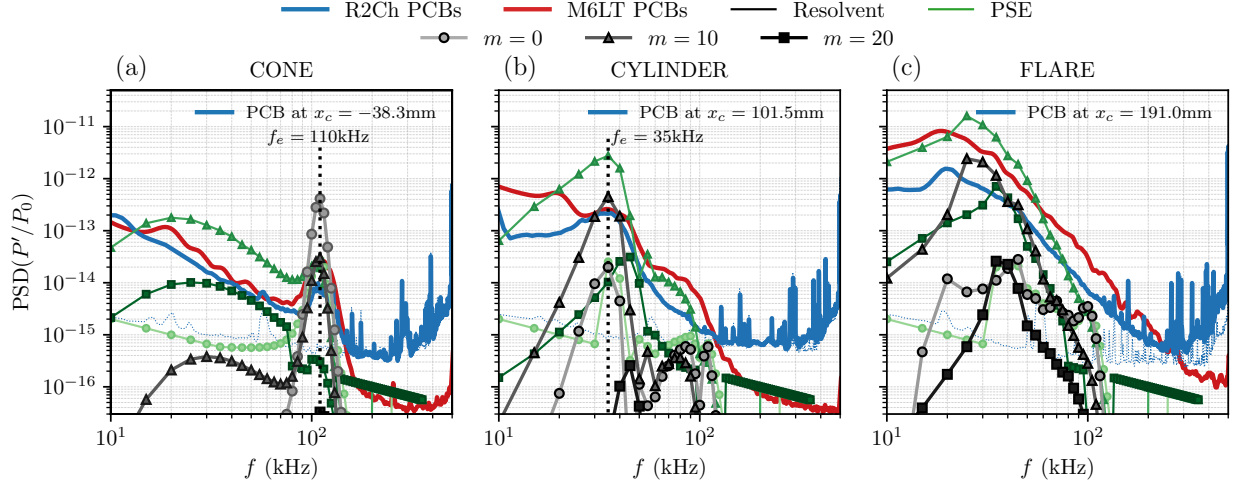 R2Ch PCBs M6LT PCBs Resolvent PSE
m = 0 m = 10 m = 20
(a) CONE (b) CYLINDER (c) FLARE
PCB at x_c = −38.3mm PCB at x_c = 101.5mm PCB at x_c = 191.0mm
f_e = 110kHz f_e = 35kHz
PSD(P′/P_0)
10^−11
10^−12
10^−13
10^−14
10^−15
10^−16
10^1 10^2 10^1 10^2 10^1 10^2
f (kHz) f (kHz) f (kHz)